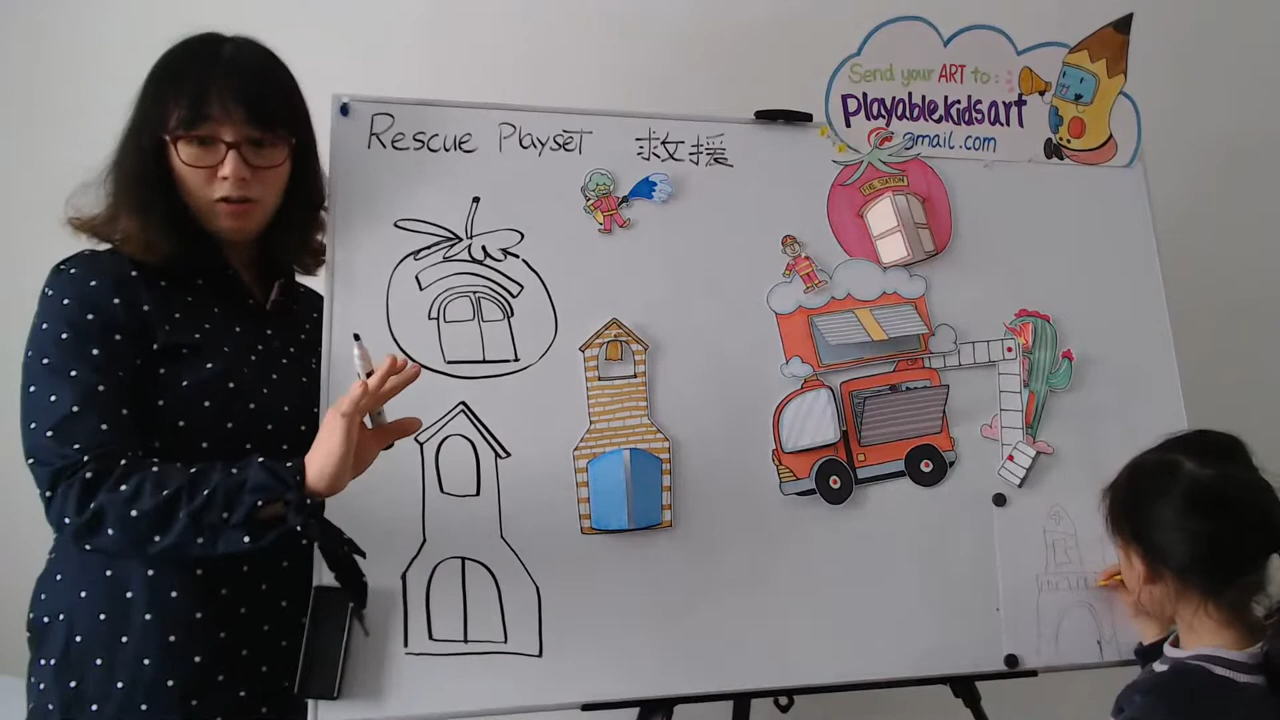 Rescue Playset 救援
Send your ART to:
Playablekidsart
gmail.com
FIRE STATION